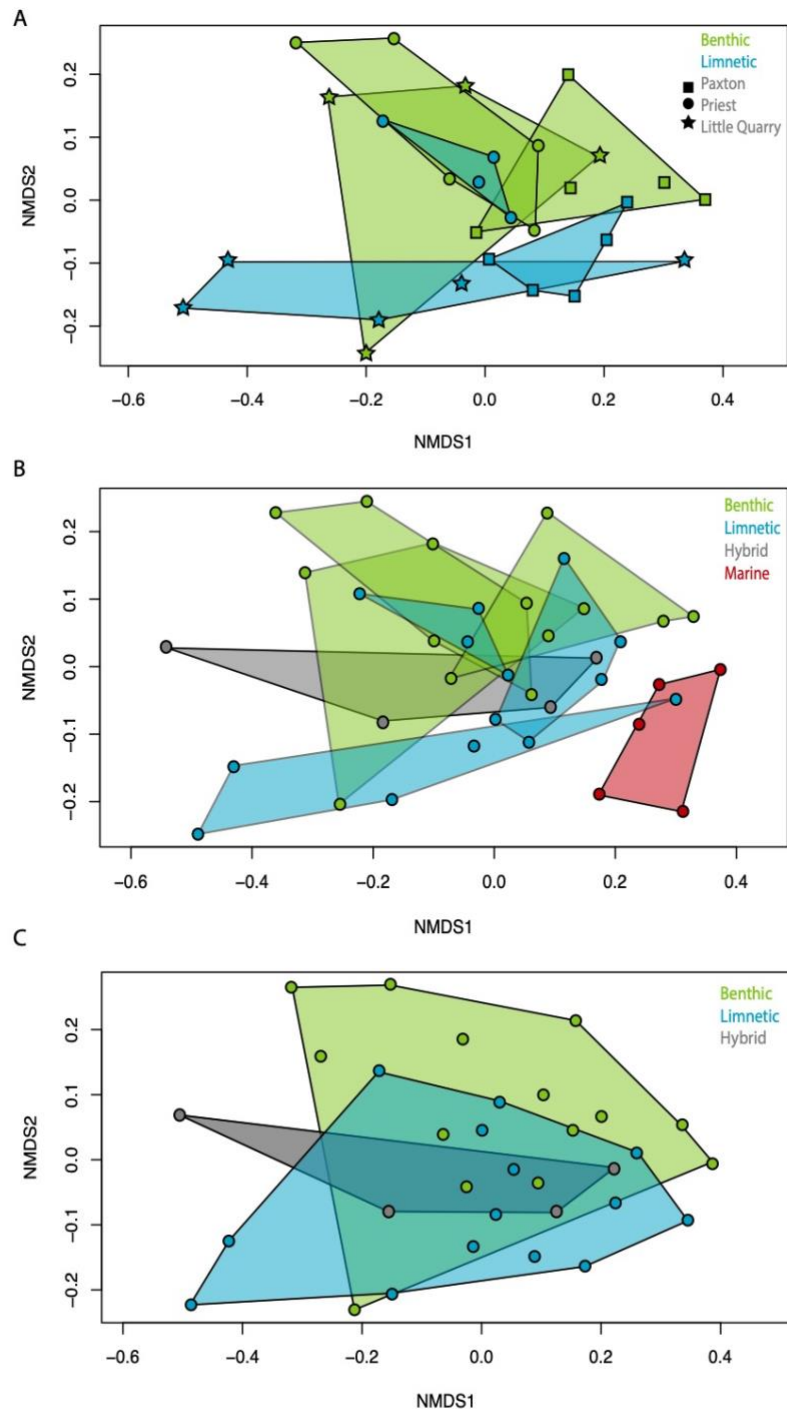 A
Benthic
Limnetic
Paxton
Priest
Little Quarry
NMDS2
0.2
0.1
0.0
−0.1
−0.2
−0.6
−0.4
−0.2
0.0
0.2
0.4
NMDS1
B
Benthic
Limnetic
Hybrid
Marine
NMDS2
0.2
0.1
0.0
−0.1
−0.2
−0.6
−0.4
−0.2
0.0
0.2
0.4
NMDS1
C
Benthic
Limnetic
Hybrid
NMDS2
0.2
0.1
0.0
−0.1
−0.2
−0.6
−0.4
−0.2
0.0
0.2
0.4
NMDS1